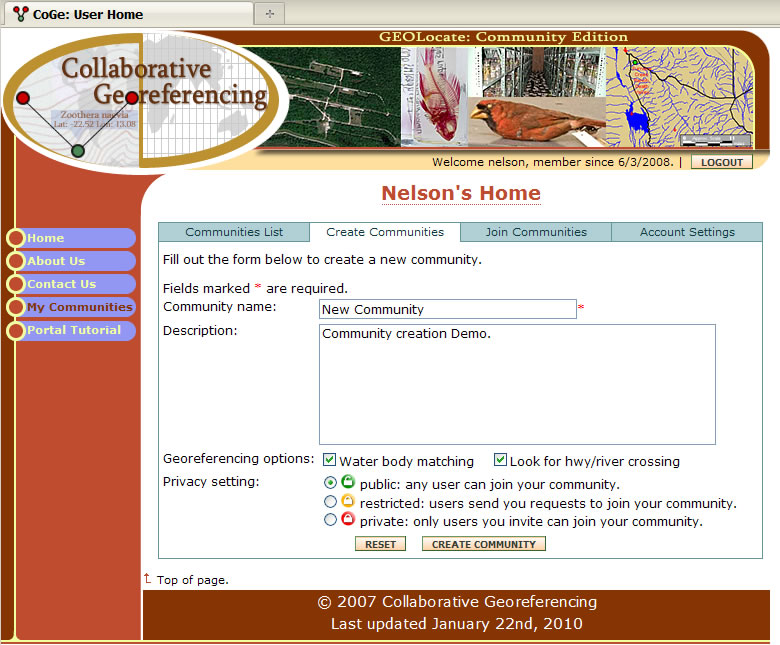 CoGe: User Home
GEOLocate: Community Edition
Collaborative
Georeferencing
Zoothera naevia
Lat: -22.52 Lon: 13.08
Welcome nelson, member since 6/3/2008. | LOGOUT
Nelson's Home
Home
About Us
Contact Us
My Communities
Portal Tutorial
Communities List Create Communities Join Communities Account Settings
Fill out the form below to create a new community.
Fields marked * are required.
Community name: New Community *
Description: Community creation Demo.
Georeferencing options: Water body matching Look for hwy/river crossing
Privacy setting: public: any user can join your community.
restricted: users send you requests to join your community.
private: only users you invite can join your community.
RESET CREATE COMMUNITY
Top of page.
© 2007 Collaborative Georeferencing
Last updated January 22nd, 2010